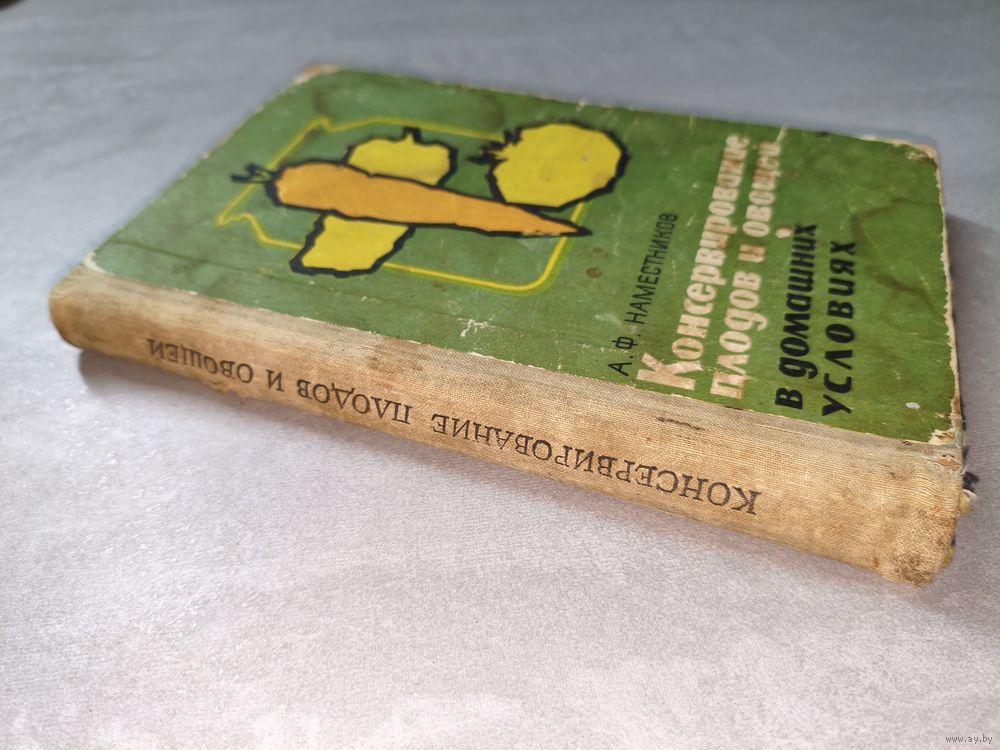 А. Ф. НАМЕСТНИКОВ
Консервирование
плодов и овощей
в домашних
условиях
КОНСЕРВИРОВАНИЕ ПЛОДОВ И ОВОЩЕЙ
www.ay.by